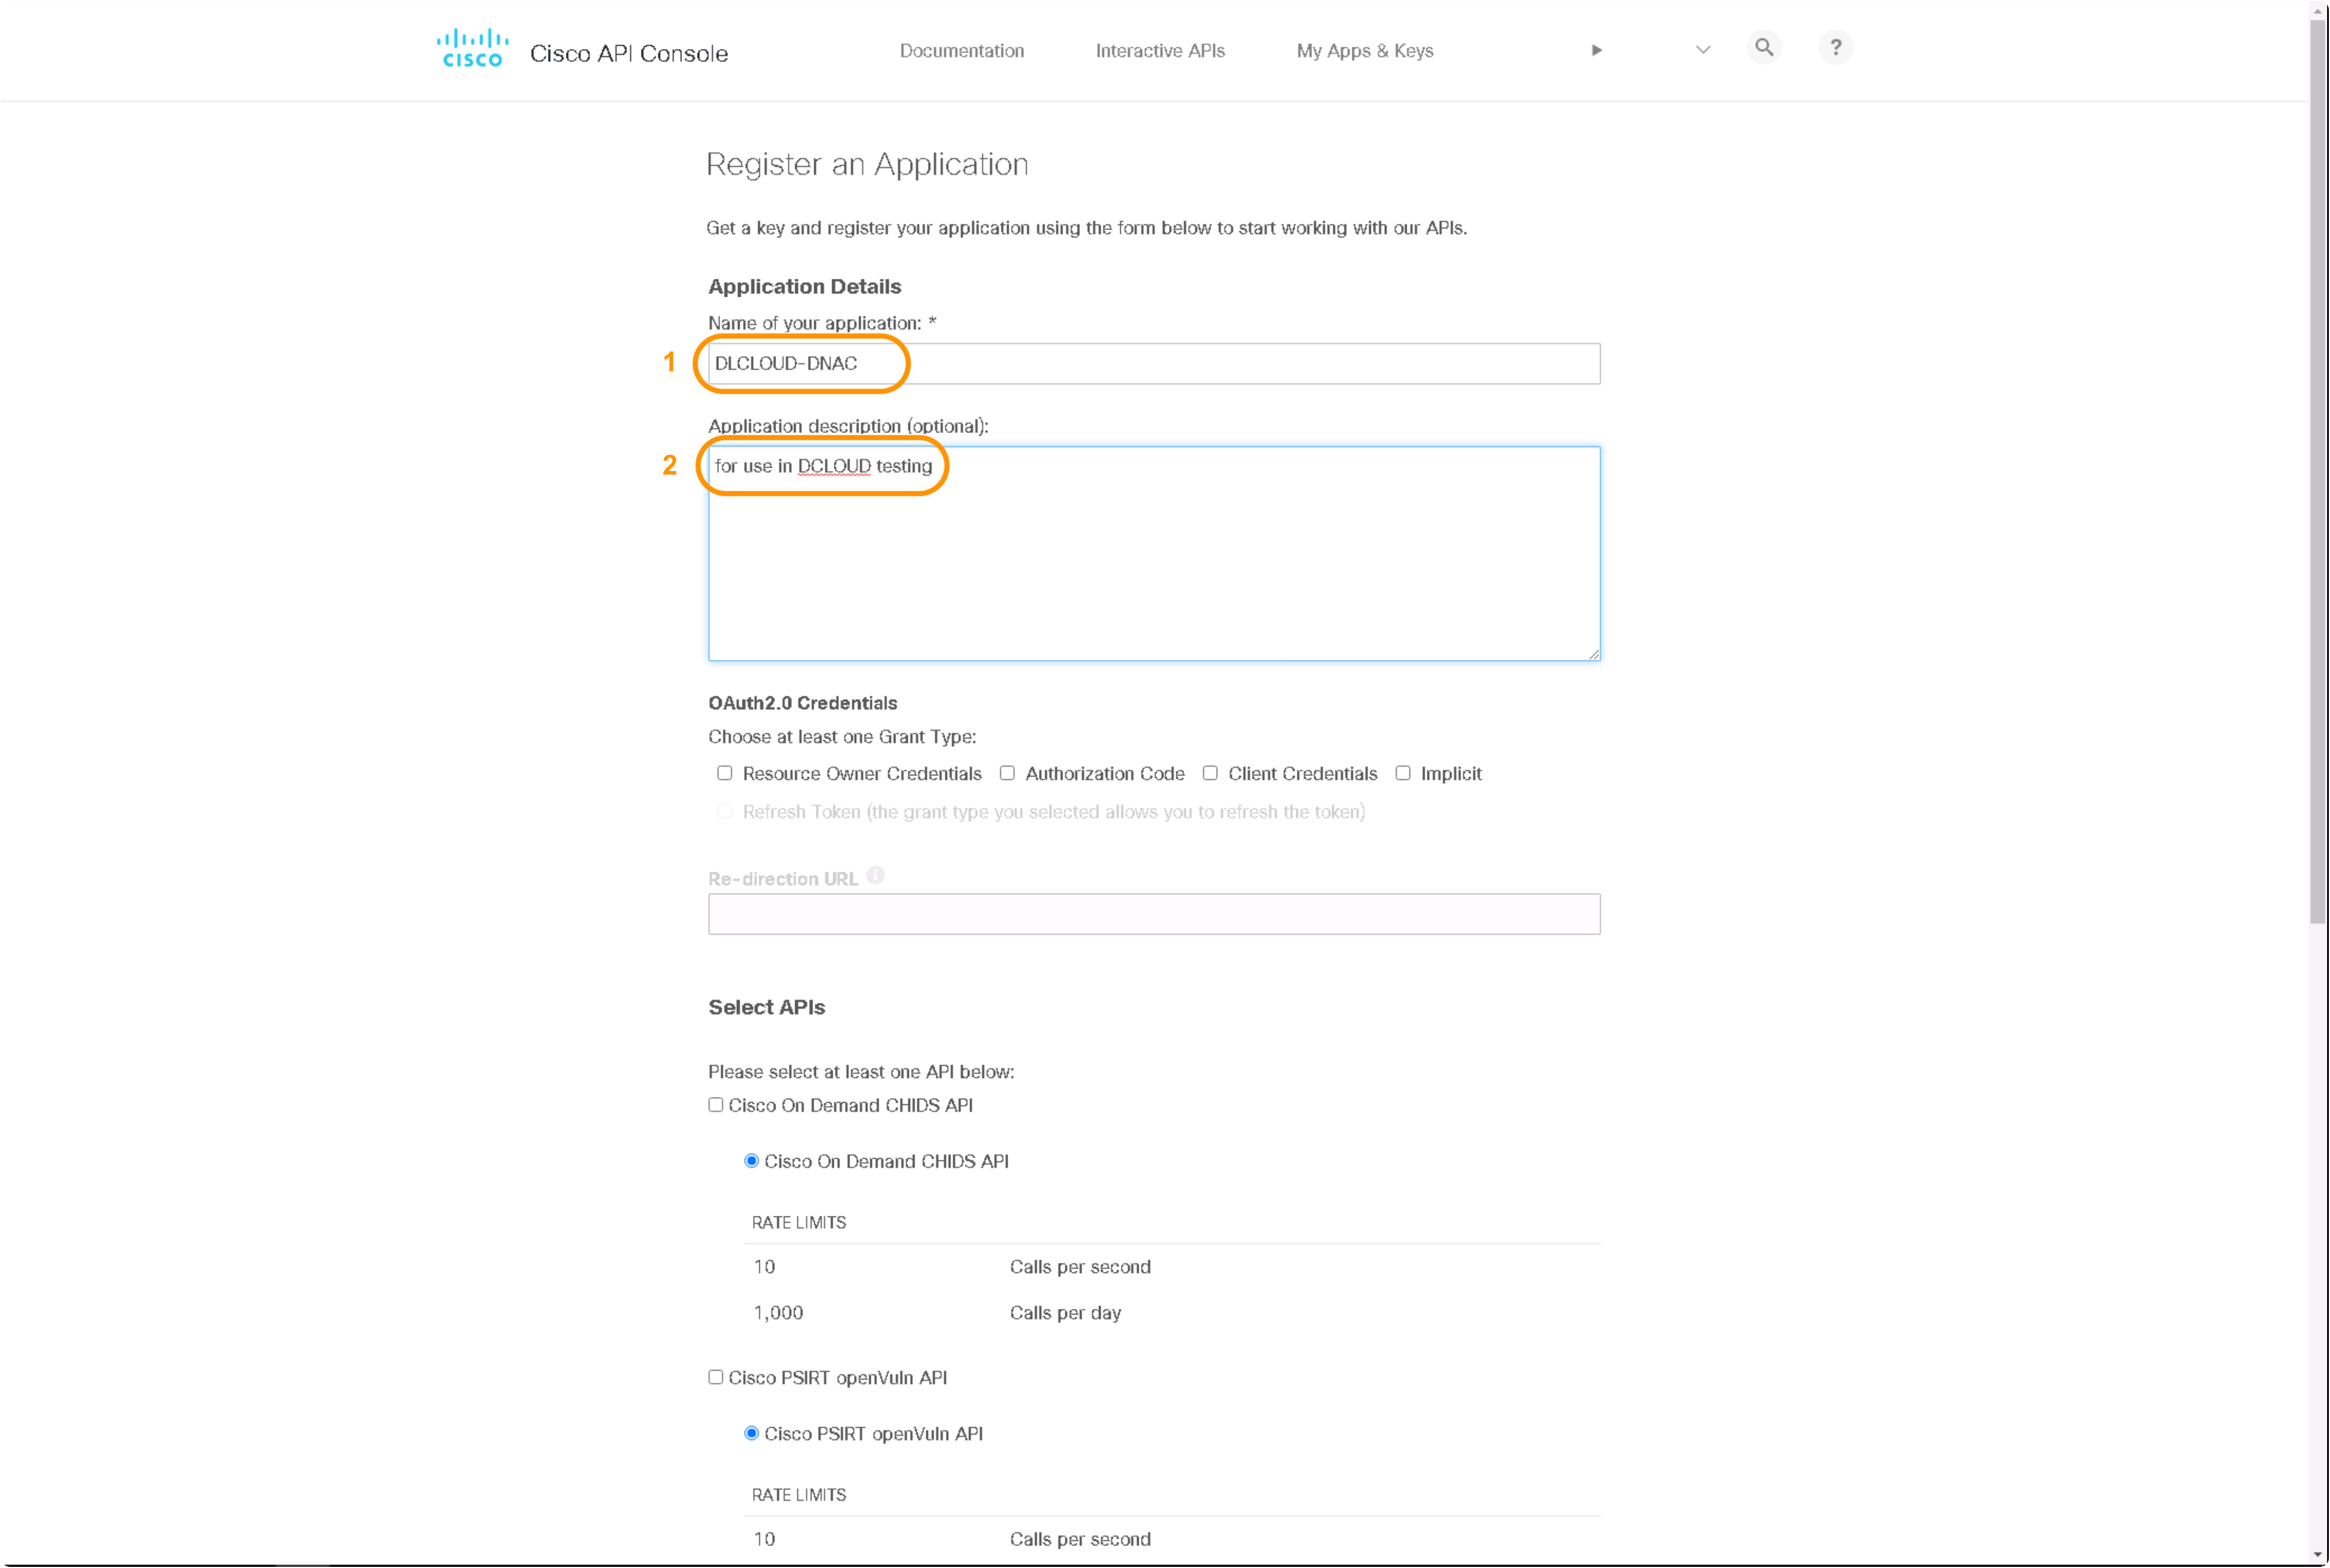 cisco Cisco API Console Documentation Interactive APIs My Apps & Keys ?
Register an Application
Get a key and register your application using the form below to start working with our APIs.
Application Details
Name of your application: *
1 DLCLOUD-DNAC
Application description (optional):
2 for use in DCLOUD testing
OAuth2.0 Credentials
Choose at least one Grant Type:
Resource Owner Credentials Authorization Code Client Credentials Implicit
Refresh Token (the grant type you selected allows you to refresh the token)
Re-direction URL
Select APIs
Please select at least one API below:
Cisco On Demand CHIDS API
Cisco On Demand CHIDS API
RATE LIMITS
10 Calls per second
1,000 Calls per day
Cisco PSIRT openVuln API
Cisco PSIRT openVuln API
RATE LIMITS
10 Calls per second